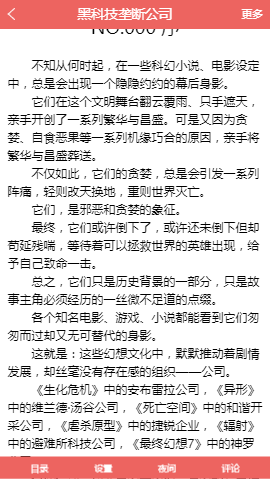 黑科技垄断公司
更多
NO.000
不知从何时起，在一些科幻小说、电影设定
中，总是会出现一个隐隐约约的幕后身影。
它们在这个文明舞台翻云覆雨、只手遮天，
亲手开创了一系列繁华与昌盛。可是又因为贪
婪、自食恶果等一系列机缘巧合的原因，亲手将
繁华与昌盛葬送。
不仅如此，它们的贪婪，总是会引发一系列
阵痛，轻则改天换地，重则世界灭亡。
它们，是邪恶和贪婪的象征。
最终，它们或许倒下了，或许还未倒下但却
苟延残喘，等待着可以拯救世界的英雄出现，给
予自己致命一击。
总之，它们只是历史背景的一部分，只是故
事主角必须经历的一丝微不足道的点缀。
各个知名电影、游戏、小说都能看到它们匆
匆而过却又无可替代的身影。
这就是：这些幻想文化中，默默推动着剧情
发展，却丝毫没有存在感的组织——公司。
《生化危机》中的安布雷拉公司，《异形》
中的维兰德·汤谷公司，《死亡空间》中的和谐开
采公司，《虐杀原型》中的捷锐企业，《辐射》
中的避难所科技公司，《最终幻想7》中的神罗
目录
设置
夜间
评论